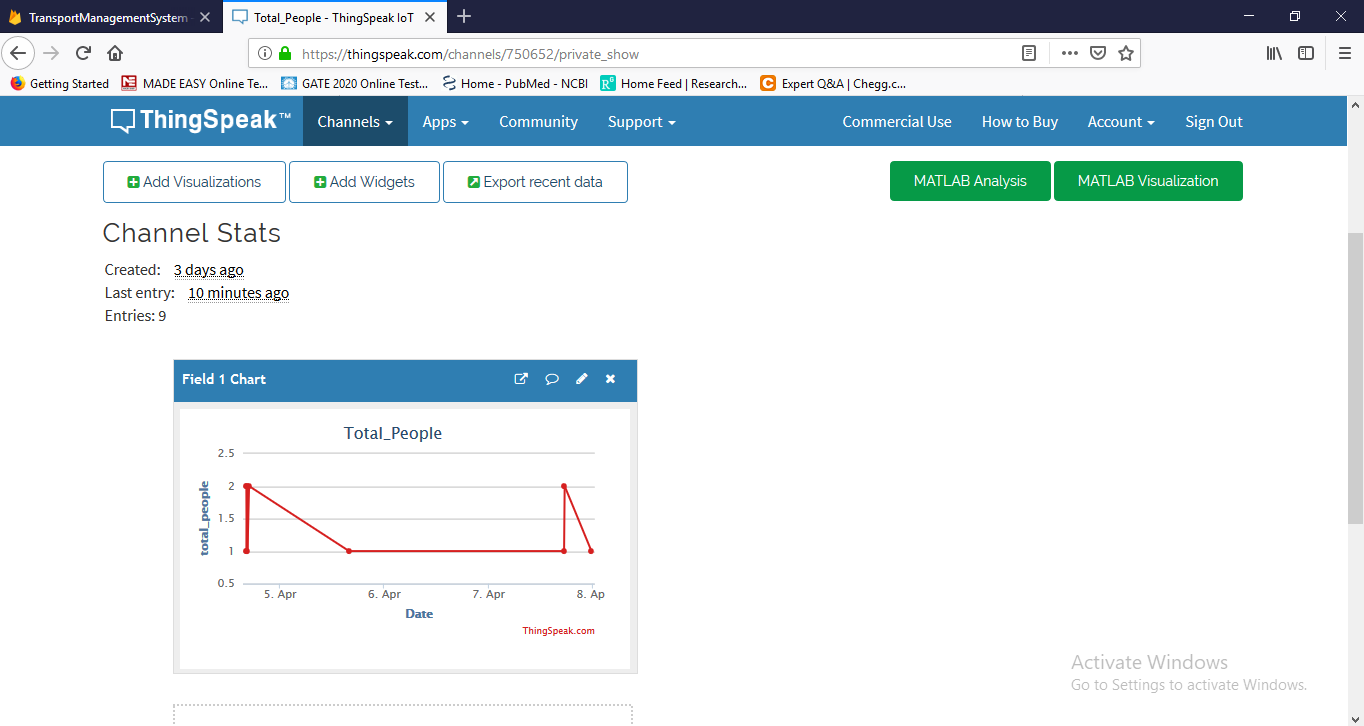 TransportManagementSystem
Total_People - ThingSpeak IoT
https://thingspeak.com/channels/750652/private_show
Getting Started MADE EASY Online Te... GATE 2020 Online Test... Home - PubMed - NCBI Home Feed | Research... Expert Q&A | Chegg.c...
ThingSpeak™ Channels Apps Community Support Commercial Use How to Buy Account Sign Out
Add Visualizations Add Widgets Export recent data MATLAB Analysis MATLAB Visualization
Channel Stats
Created: 3 days ago
Last entry: 10 minutes ago
Entries: 9
Field 1 Chart
Total_People
2.5
2
1.5
1
0.5
total_people
5. Apr 6. Apr 7. Apr 8. Ap
Date
ThingSpeak.com
Activate Windows
Go to Settings to activate Windows.